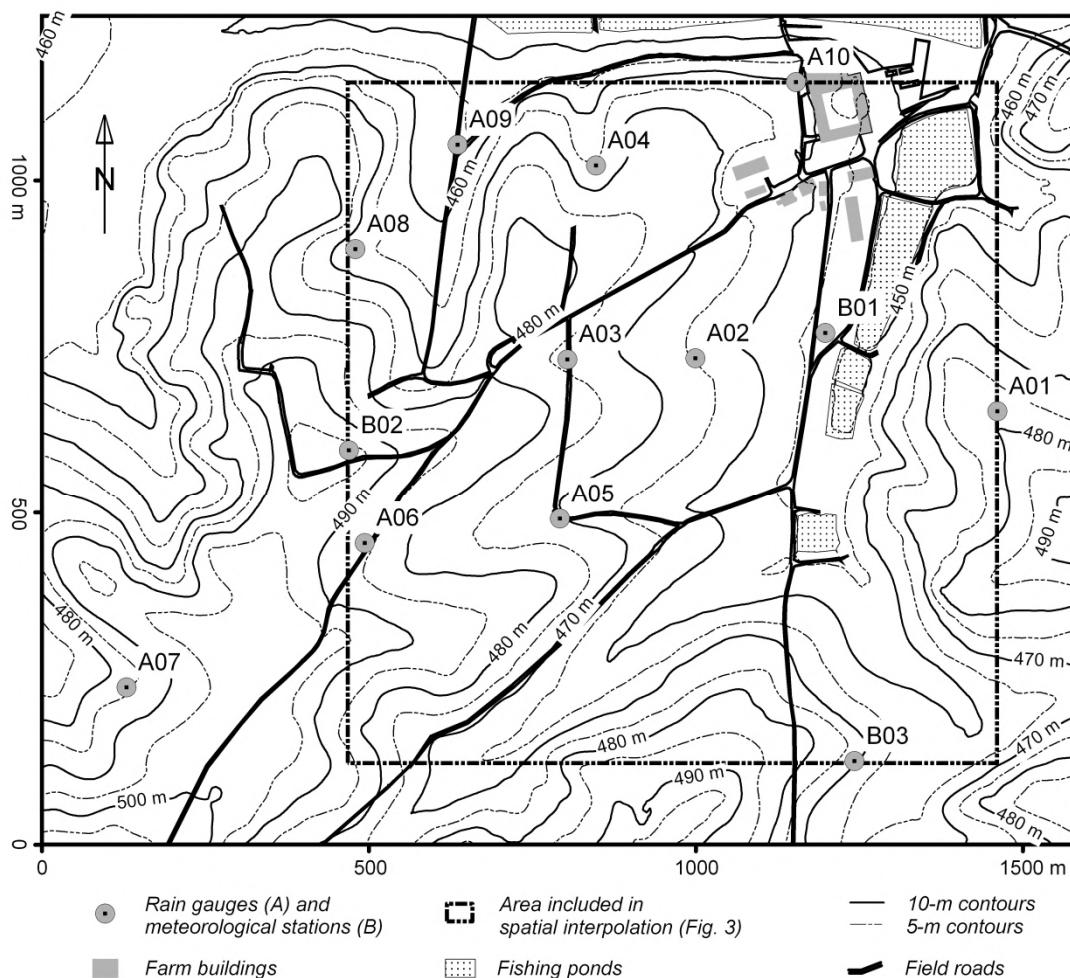 460 m
A10
460 m
470 m
A09
A04
1000 m
N
460 m
A08
450 m
480 m
B01
A03
A02
A01
B02
480 m
490 m
A06
A05
500
490 m
470 m
480 m
480 m
A07
470 m
B03
480 m
470 m
490 m
500 m
480 m
0
0
500
1000
1500 m
Rain gauges (A) and
meteorological stations (B)
Area included in
spatial interpolation (Fig. 3)
10-m contours
5-m contours
Farm buildings
Fishing ponds
Field roads